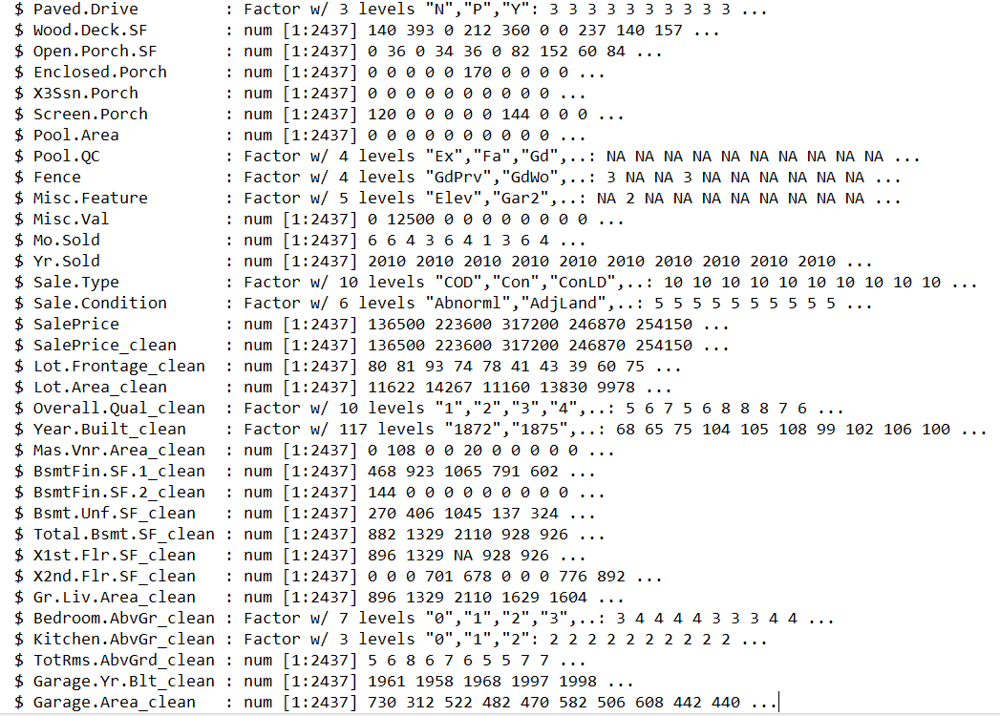 $ Paved.Drive : Factor w/ 3 levels "N","P","Y": 3 3 3 3 3 3 3 3 3 3 ...
$ Wood.Deck.SF : num [1:2437] 140 393 0 212 360 0 0 237 140 157 ...
$ Open.Porch.SF : num [1:2437] 0 36 0 34 36 0 82 152 60 84 ...
$ Enclosed.Porch : num [1:2437] 0 0 0 0 0 170 0 0 0 0 ...
$ X3Ssn.Porch : num [1:2437] 0 0 0 0 0 0 0 0 0 0 ...
$ Screen.Porch : num [1:2437] 120 0 0 0 0 0 144 0 0 0 ...
$ Pool.Area : num [1:2437] 0 0 0 0 0 0 0 0 0 0 ...
$ Pool.QC : Factor w/ 4 levels "Ex","Fa","Gd",..: NA NA NA NA NA NA NA NA NA NA ...
$ Fence : Factor w/ 4 levels "GdPrv","GdWo",..: 3 NA NA 3 NA NA NA NA NA NA ...
$ Misc.Feature : Factor w/ 5 levels "Elev","Gar2",..: NA 2 NA NA NA NA NA NA NA NA ...
$ Misc.Val : num [1:2437] 0 12500 0 0 0 0 0 0 0 0 ...
$ Mo.Sold : num [1:2437] 6 6 4 3 6 4 1 3 6 4 ...
$ Yr.Sold : num [1:2437] 2010 2010 2010 2010 2010 2010 2010 2010 2010 2010 ...
$ Sale.Type : Factor w/ 10 levels "COD","Con","ConLD",..: 10 10 10 10 10 10 10 10 10 10 ...
$ Sale.Condition : Factor w/ 6 levels "Abnorml","AdjLand",..: 5 5 5 5 5 5 5 5 5 5 ...
$ SalePrice : num [1:2437] 136500 223600 317200 246870 254150 ...
$ SalePrice_clean : num [1:2437] 136500 223600 317200 246870 254150 ...
$ Lot.Frontage_clean : num [1:2437] 80 81 93 74 78 41 43 39 60 75 ...
$ Lot.Area_clean : num [1:2437] 11622 14267 11160 13830 9978 ...
$ Overall.Qual_clean : Factor w/ 10 levels "1","2","3","4",..: 5 6 7 5 6 8 8 8 7 6 ...
$ Year.Built_clean : Factor w/ 117 levels "1872","1875",..: 68 65 75 104 105 108 99 102 106 100 ...
$ Mas.Vnr.Area_clean : num [1:2437] 0 108 0 0 20 0 0 0 0 0 ...
$ BsmtFin.SF.1_clean : num [1:2437] 468 923 1065 791 602 ...
$ BsmtFin.SF.2_clean : num [1:2437] 144 0 0 0 0 0 0 0 0 0 ...
$ Bsmt.Unf.SF_clean : num [1:2437] 270 406 1045 137 324 ...
$ Total.Bsmt.SF_clean : num [1:2437] 882 1329 2110 928 926 ...
$ X1st.Flr.SF_clean : num [1:2437] 896 1329 NA 928 926 ...
$ X2nd.Flr.SF_clean : num [1:2437] 0 0 0 701 678 0 0 0 776 892 ...
$ Gr.Liv.Area_clean : num [1:2437] 896 1329 2110 1629 1604 ...
$ Bedroom.AbvGr_clean : Factor w/ 7 levels "0","1","2","3",..: 3 4 4 4 4 3 3 3 4 4 ...
$ Kitchen.AbvGr_clean : Factor w/ 3 levels "0","1","2": 2 2 2 2 2 2 2 2 2 2 ...
$ TotRms.AbvGrd_clean : num [1:2437] 5 6 8 6 7 6 5 5 7 7 ...
$ Garage.Yr.Blt_clean : num [1:2437] 1961 1958 1968 1997 1998 ...
$ Garage.Area_clean : num [1:2437] 730 312 522 482 470 582 506 608 442 440 ...